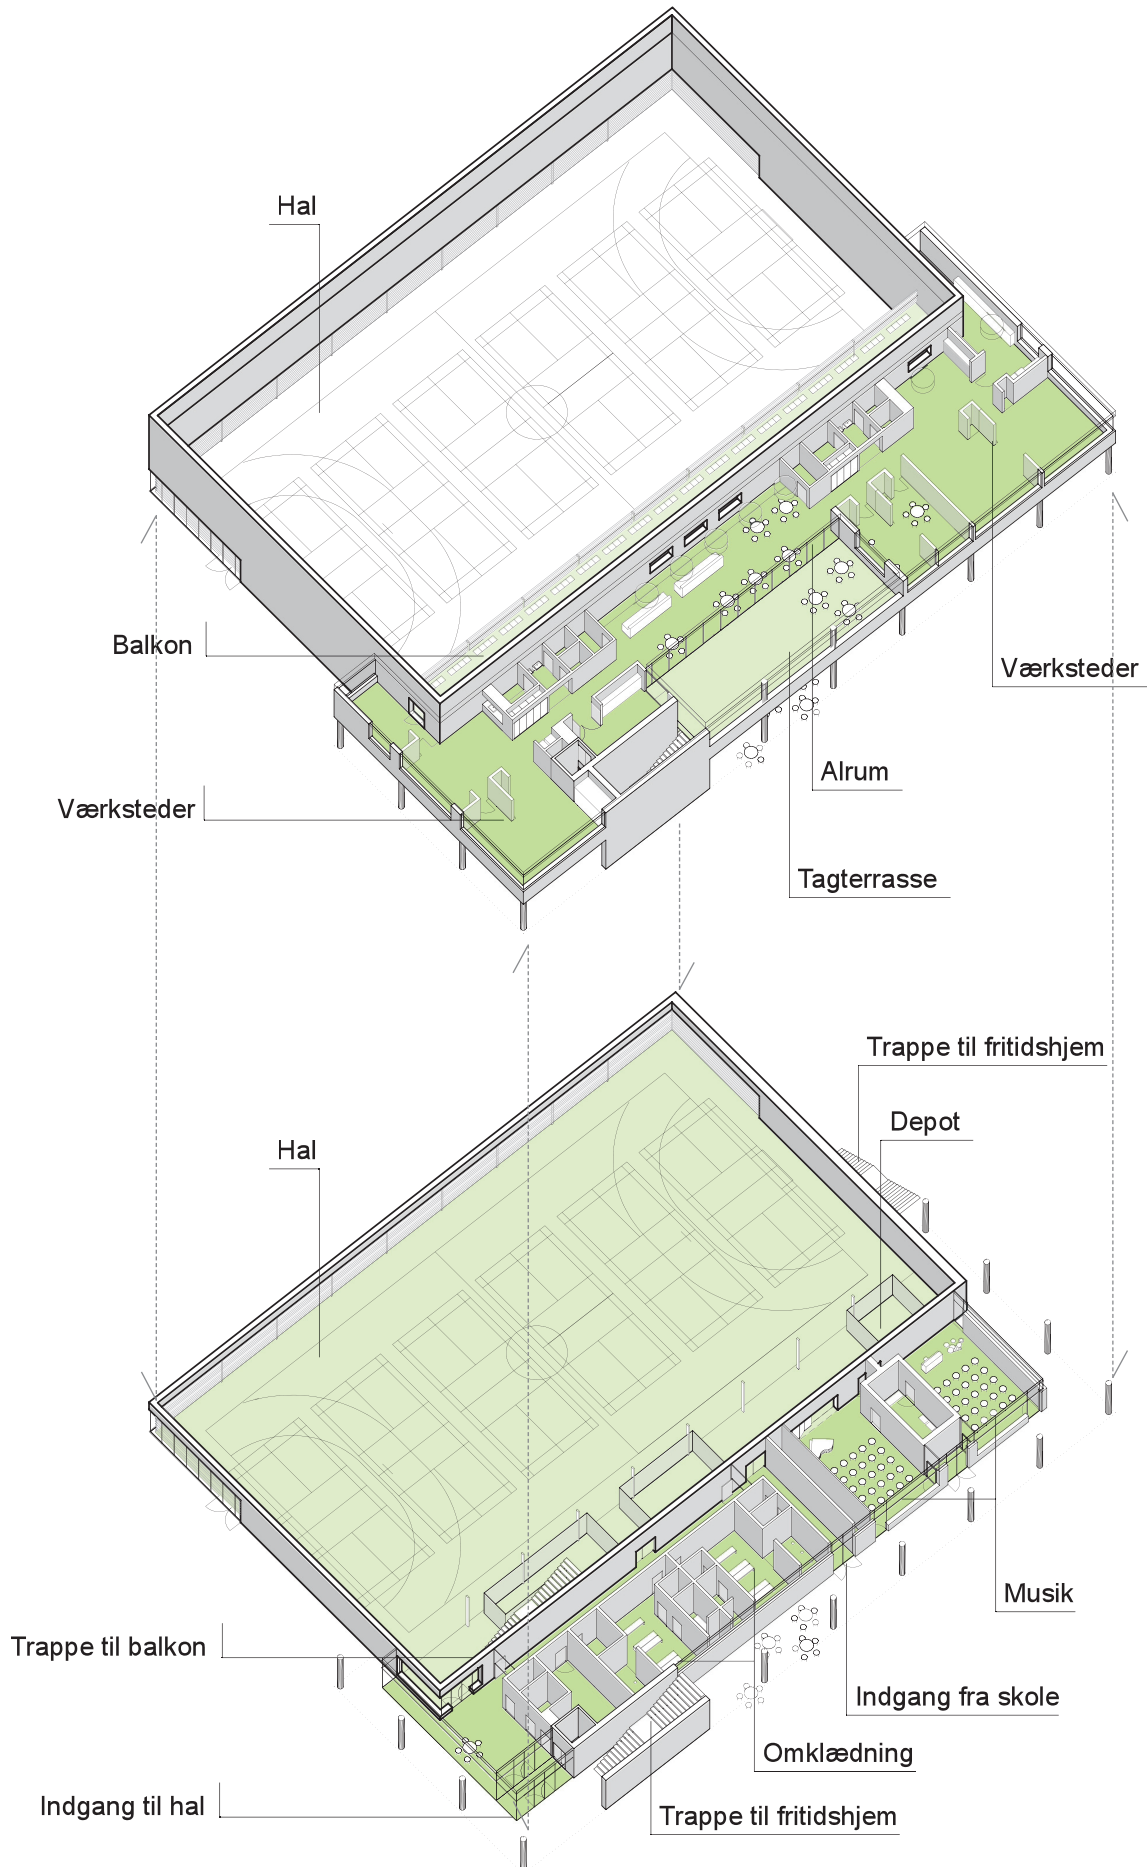 Hal
Balkon
Værksteder
Værksteder
Alrum
Tagterrasse
Trappe til fritidshjem
Depot
Hal
Musik
Trappe til balkon
Indgang fra skole
Omklædning
Indgang til hal
Trappe til fritidshjem